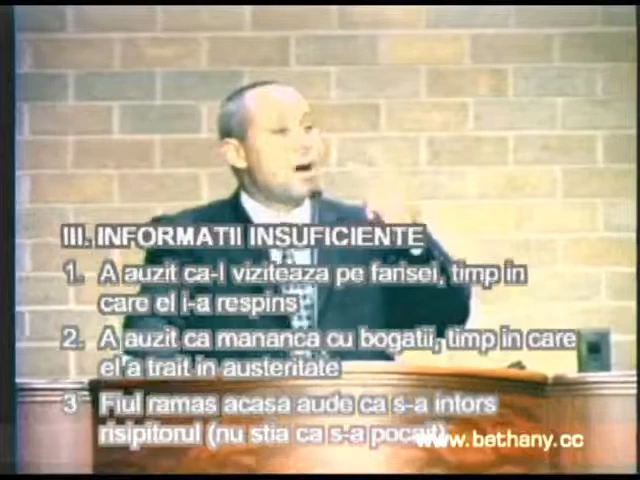 III. INFORMATII INSUFICIENTE
1. A auzit ca-l viziteaza pe farisei, timp in
care el i-a respins
2. A auzit ca mananca cu bogatii, timp in care
el a trait in austeritate
3 Fiul ramas acasa aude ca s-a intors
risipitorul (nu stia ca s-a pocait)
www.bethany.cc